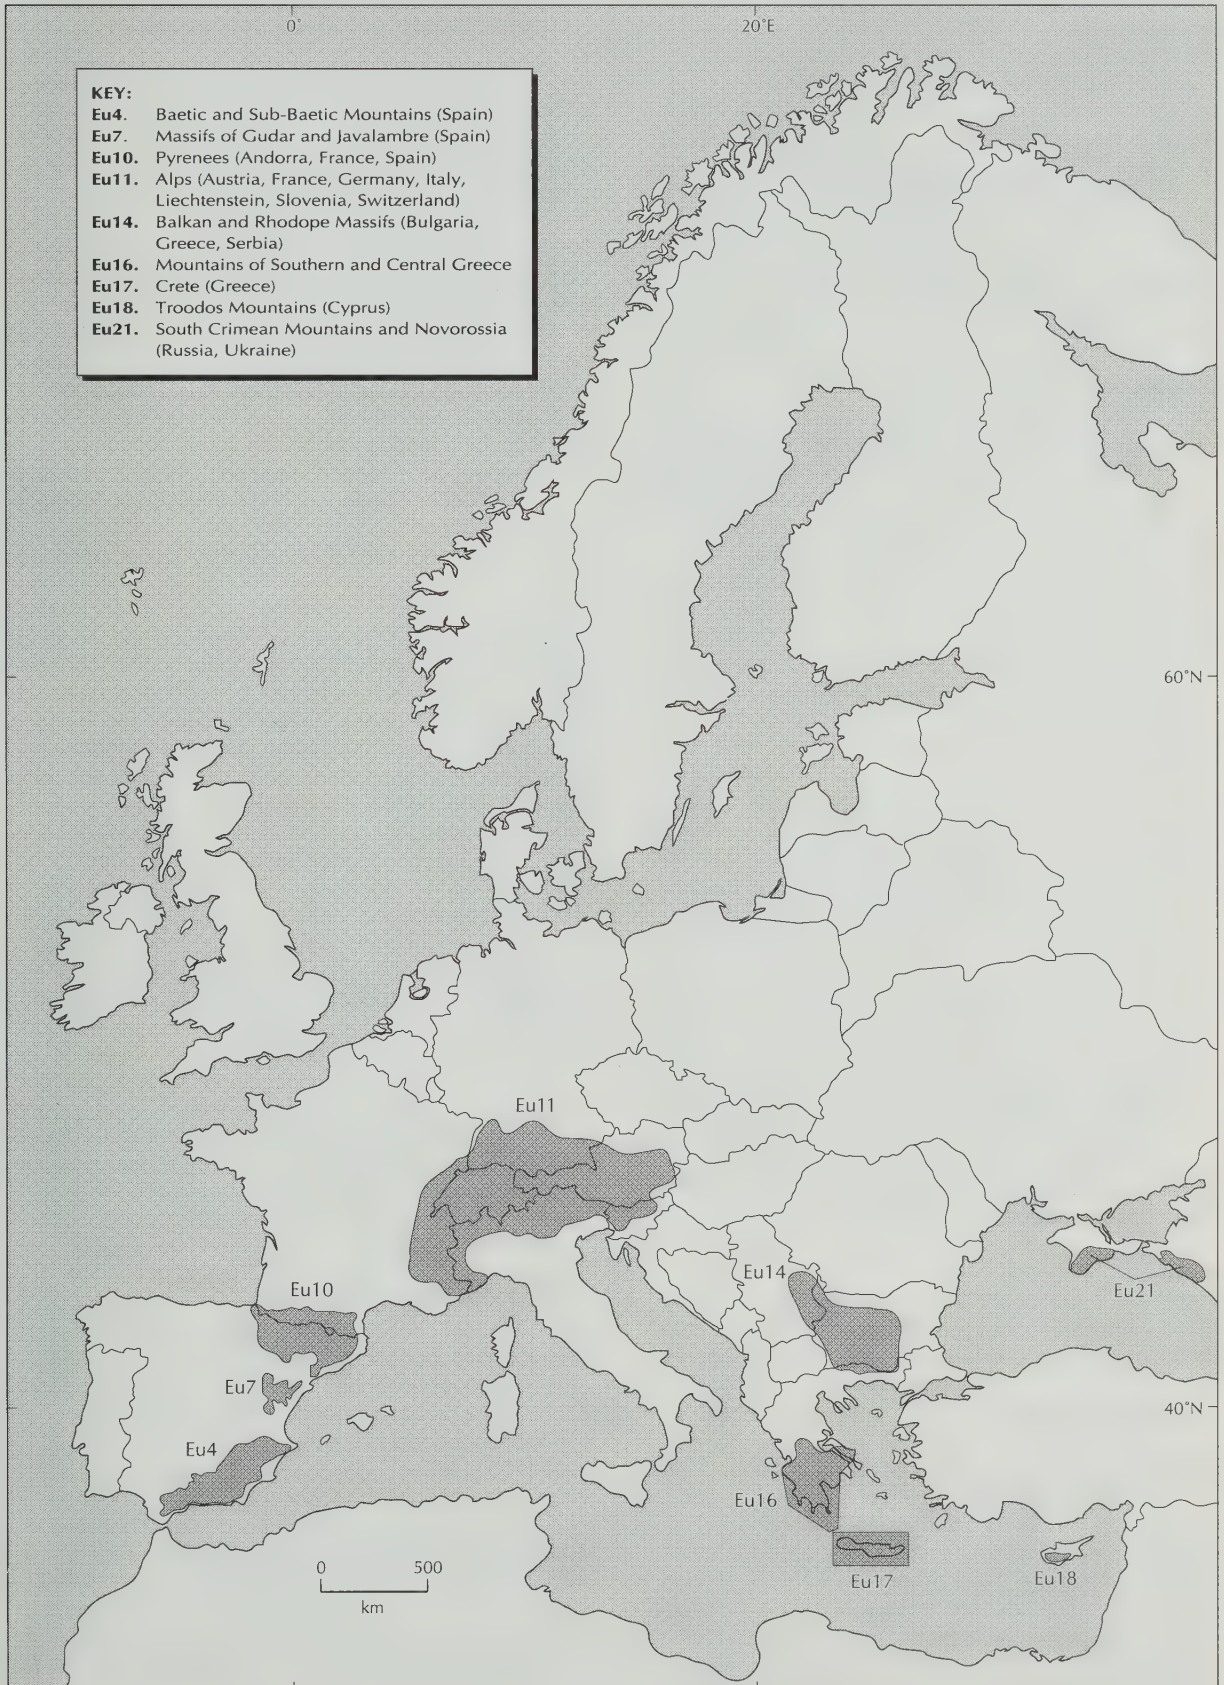 0°
20°E
KEY:
Eu4. Baetic and Sub-Baetic Mountains (Spain)
Eu7. Massifs of Gudar and Javalambre (Spain)
Eu10. Pyrenees (Andorra, France, Spain)
Eu11. Alps (Austria, France, Germany, Italy,
Liechtenstein, Slovenia, Switzerland)
Eu14. Balkan and Rhodope Massifs (Bulgaria,
Greece, Serbia)
Eu16. Mountains of Southern and Central Greece
Eu17. Crete (Greece)
Eu18. Troodos Mountains (Cyprus)
Eu21. South Crimean Mountains and Novorossia
(Russia, Ukraine)
60°N
Eu11
Eu14
Eu10
Eu21
Eu7
40°N
Eu4
Eu16
0
500
km
Eu17
Eu18